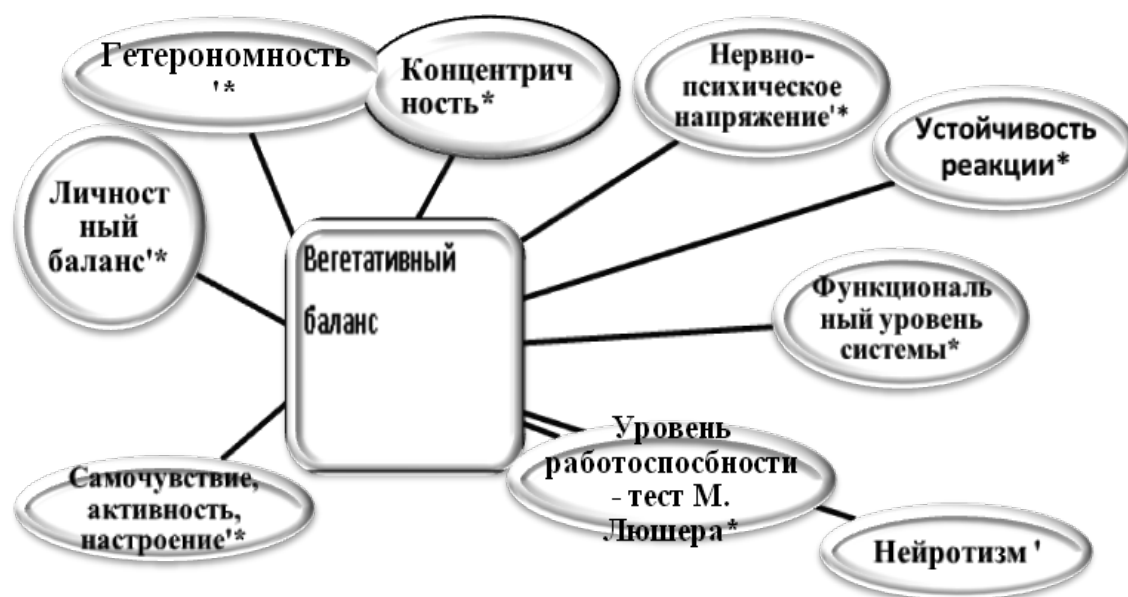 Гетерономность
'*
Концентрич
ность*
Нервно-
психическое
напряжение'*
Устойчивость
реакции*
Личност
ный
баланс'*
Вегетативный
баланс
Функциональ
ный уровень
системы*
Уровень
работоспосбности
- тест М.
Люшера*
Самочувствие,
активность,
настроение'*
Нейротизм '